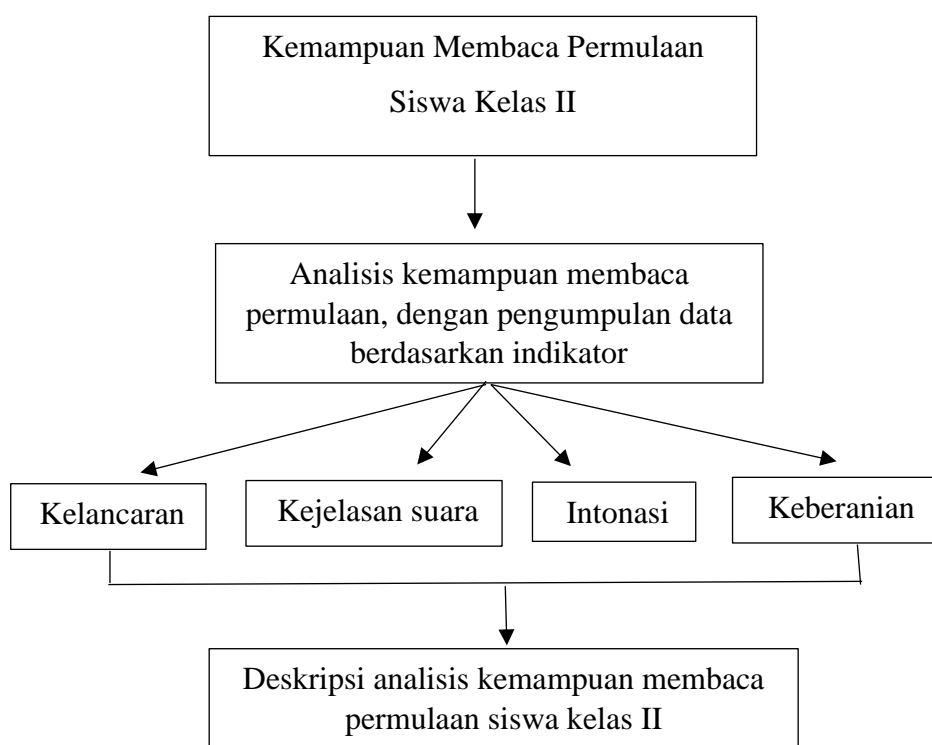 Kemampuan Membaca Permulaan
Siswa Kelas II
Analisis kemampuan membaca
permulaan, dengan pengumpulan data
berdasarkan indikator
Kelancaran
Kejelasan suara
Intonasi
Keberanian
Deskripsi analisis kemampuan membaca
permulaan siswa kelas II